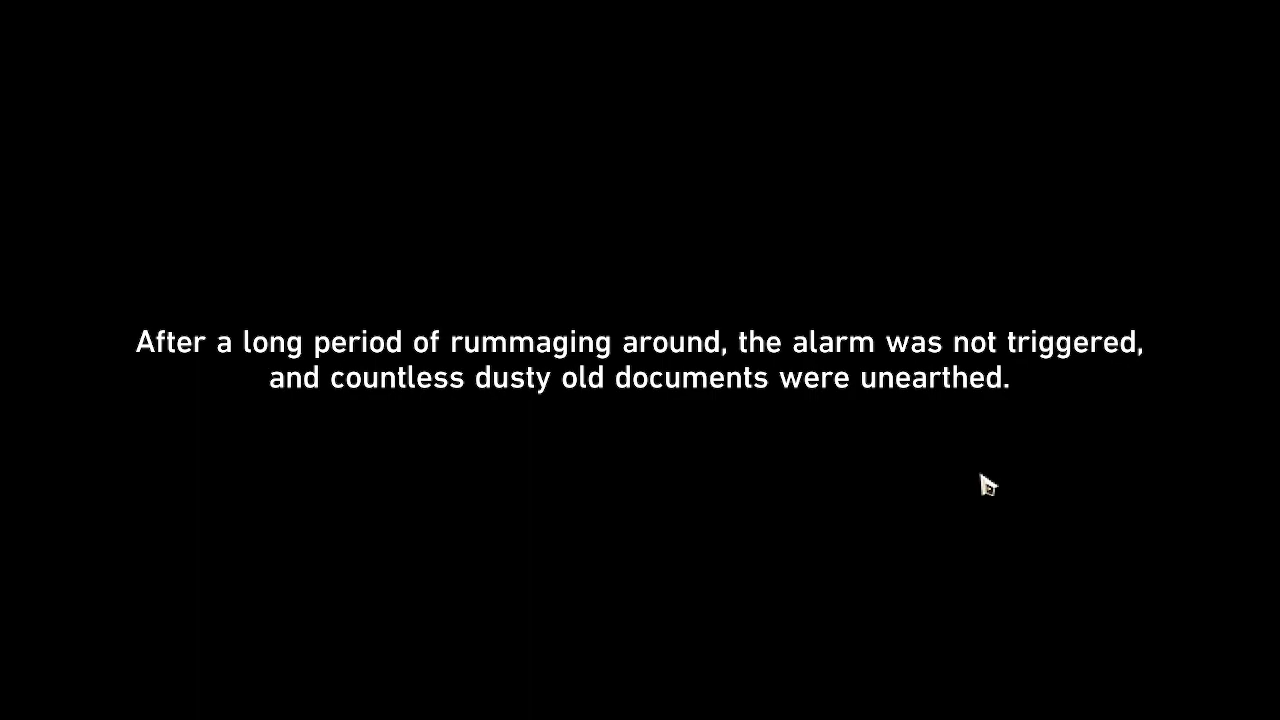 After a long period of rummaging around, the alarm was not triggered,
and countless dusty old documents were unearthed.